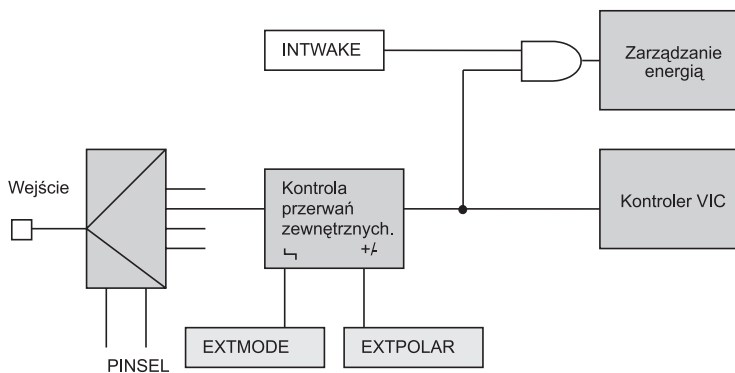 INTWAKE
Zarządzanie
energią
Wejście
Kontrola
przerwań
zewnętrznych.
+/-
Kontroler VIC
EXTMODE
EXTPOLAR
PINSEL